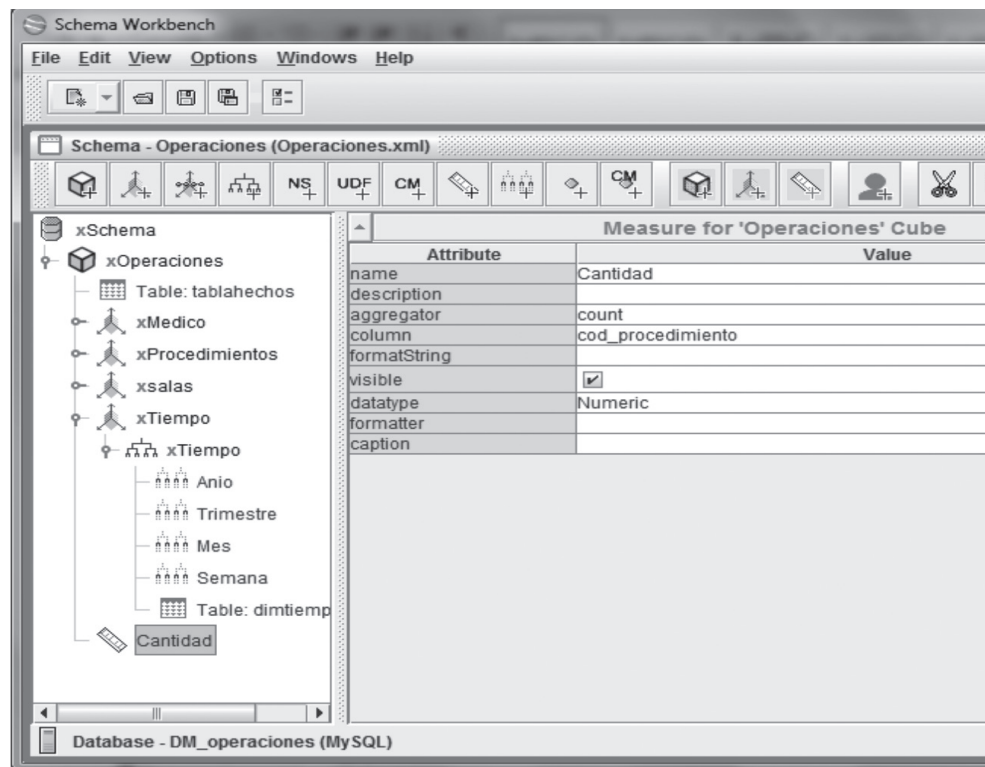 Schema Workbench
File Edit View Options Windows Help
Schema - Operaciones (Operaciones.xml)
NS UDF CM CM
xSchema
xOperaciones
Table: tablahechos
xMedico
xProcedimientos
xsalas
xTiempo
xTiempo
Anio
Trimestre
Mes
Semana
Table: dimtiemp
Cantidad
Measure for 'Operaciones' Cube
Attribute Value
name Cantidad
description
aggregator count
column cod_procedimiento
formatString
visible
datatype Numeric
formatter
caption
Database - DM_operaciones (MySQL)